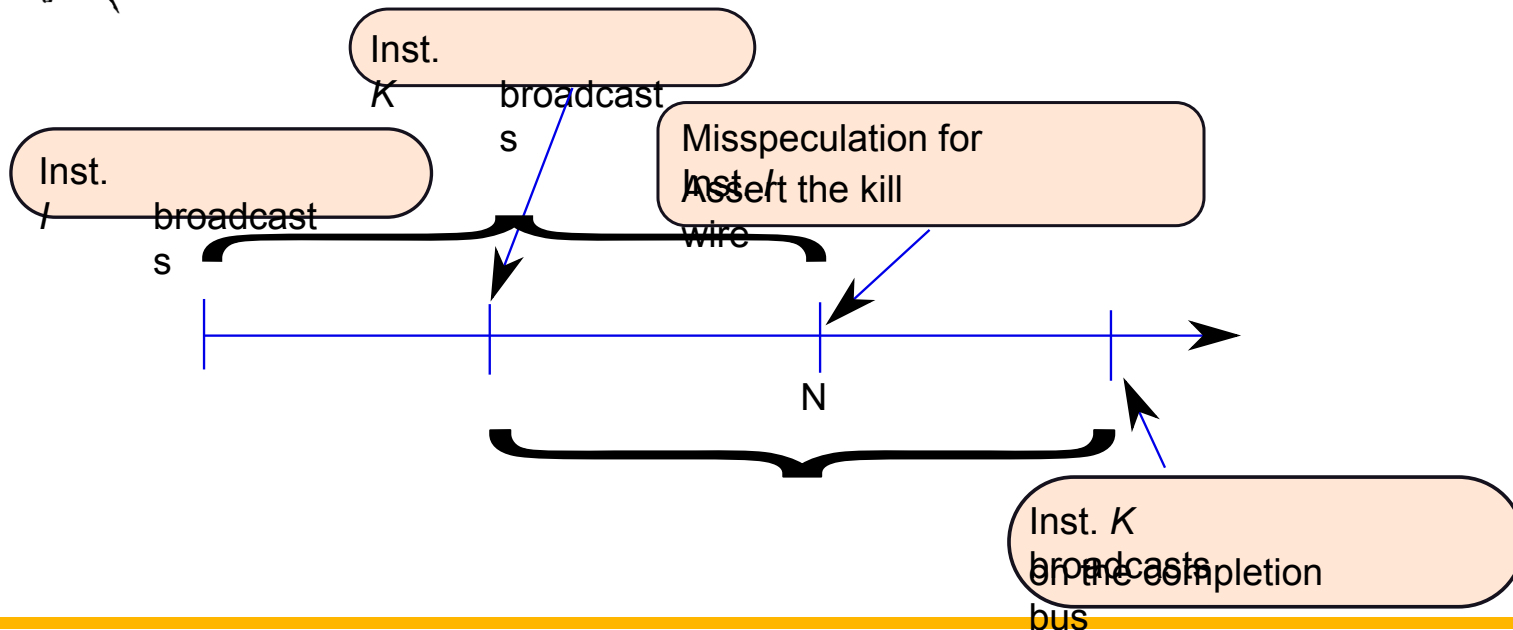 Inst.
K broadcast
s
Inst.
I broadcast
s
Misspeculation for
Inst. I
Assert the kill
wire
N
Inst. K
broadcasts
on the completion
bus